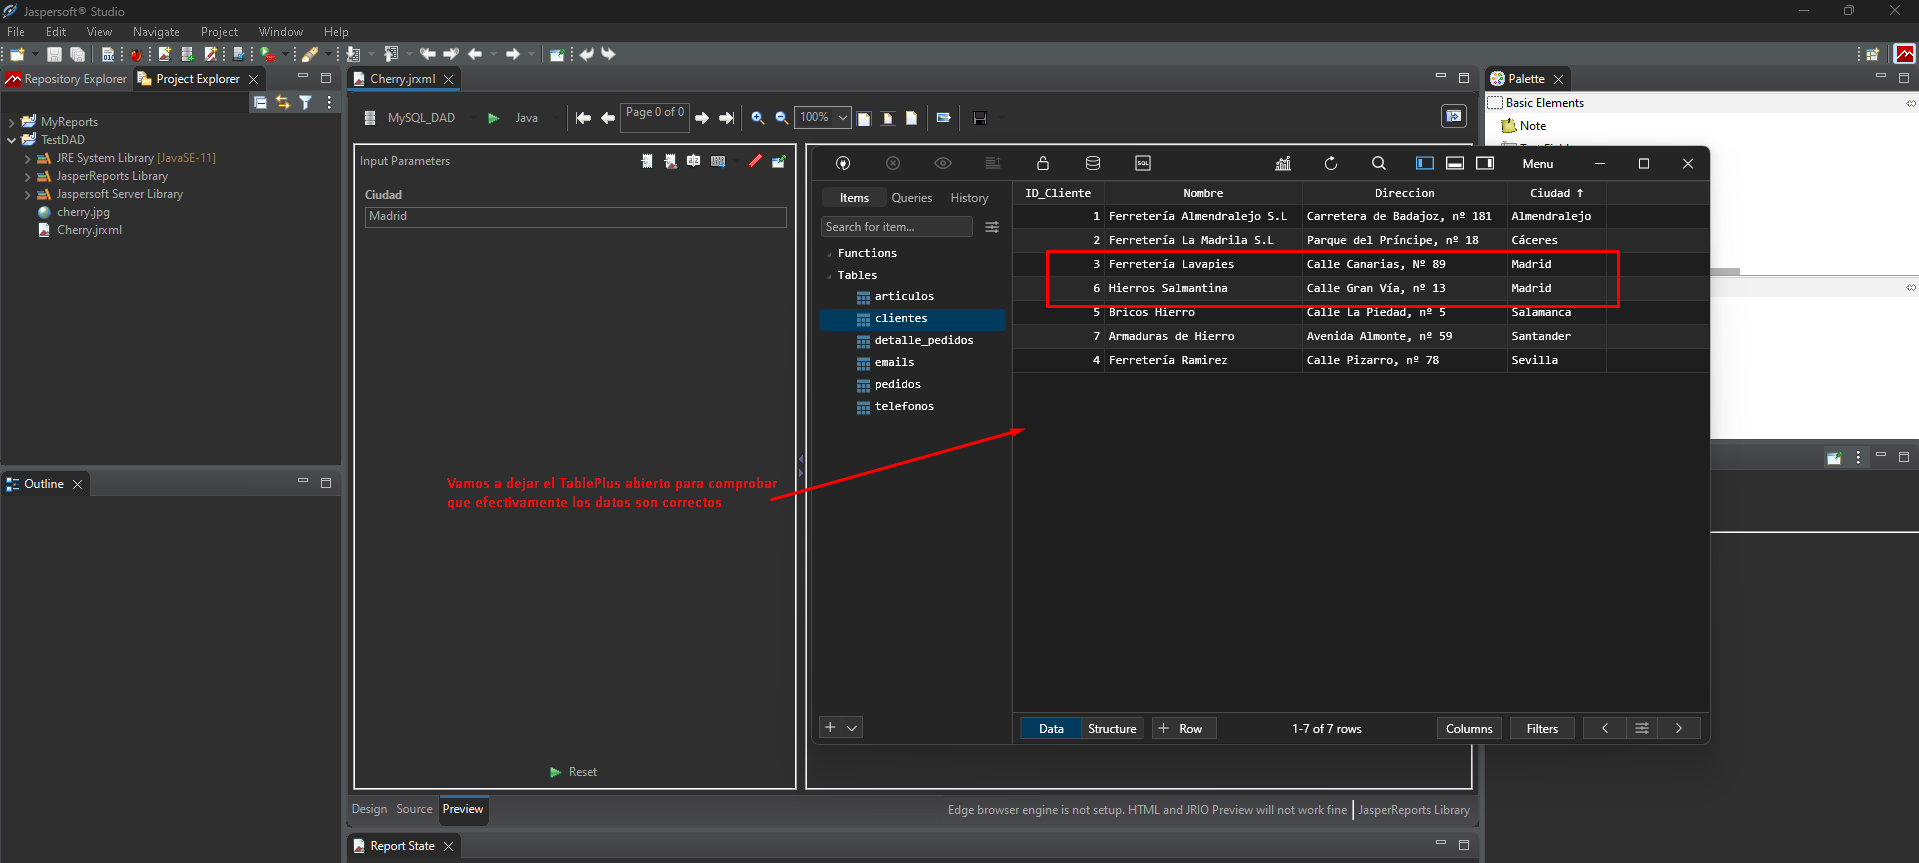 Jaspersoft® Studio
File Edit View Navigate Project Window Help
Repository Explorer Project Explorer
MyReports
TestDAD
JRE System Library [JavaSE-11]
JasperReports Library
Jaspersoft Server Library
cherry.jpg
Cherry.jrxml
Outline
Cherry.jrxml
MySQL_DAD Java Page 0 of 0 100%
Input Parameters
Ciudad
Madrid
Vamos a dejar el TablePlus abierto para comprobar
que efectivamente los datos son correctos
Reset
Design Source Preview
Edge browser engine is not setup. HTML and JRIO Preview will not work fine JasperReports Library
Report State
SQL Menu
Items Queries History
Search for item...
Functions
Tables
articulos
clientes
detalle_pedidos
emails
pedidos
telefonos
ID_Cliente Nombre Direccion Ciudad ↑
1 Ferretería Almendralejo S.L Carretera de Badajoz, nº 181 Almendralejo
2 Ferretería La Madrila S.L Parque del Príncipe, nº 18 Cáceres
3 Ferretería Lavapies Calle Canarias, Nº 89 Madrid
6 Hierros Salmantina Calle Gran Vía, nº 13 Madrid
5 Bricos Hierro Calle La Piedad, nº 5 Salamanca
7 Armaduras de Hierro Avenida Almonte, nº 59 Santander
4 Ferretería Ramirez Calle Pizarro, nº 78 Sevilla
Data Structure + Row 1-7 of 7 rows Columns Filters
Palette
Basic Elements
Note